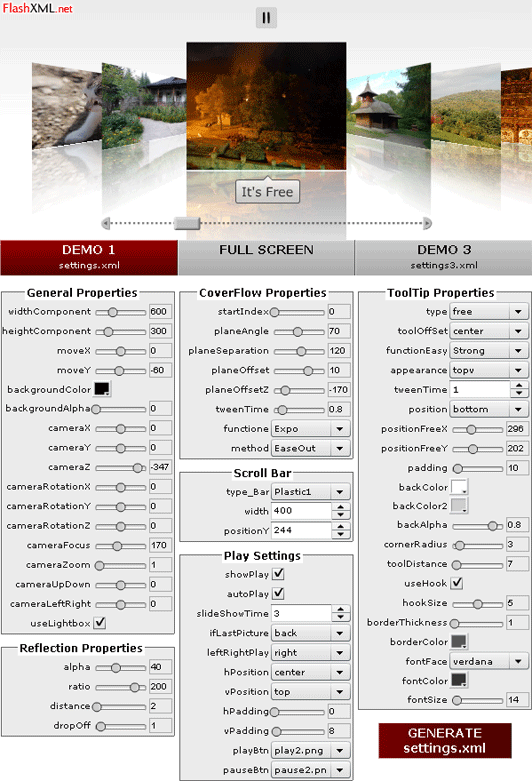 FlashXML.net
It's Free
DEMO 1
settings.xml
FULL SCREEN
DEMO 3
settings3.xml
General Properties
widthComponent 600
heightComponent 300
moveX 0
moveY -60
backgroundColor
backgroundAlpha 0
cameraX 0
cameraY 0
cameraZ -347
cameraRotationX 0
cameraRotationY 0
cameraRotationZ 0
cameraFocus 170
cameraZoom 1
cameraUpDown 0
cameraLeftRight 0
useLightbox
Reflection Properties
alpha 40
ratio 200
distance 2
dropOff 1
CoverFlow Properties
startIndex 0
planeAngle 70
planeSeparation 120
planeOffset 10
planeOffsetZ -170
tweenTime 0.8
functione Expo
method EaseOut
Scroll Bar
type_Bar Plastic1
width 400
positionY 244
Play Settings
showPlay
autoPlay
slideShowTime 3
ifLastPicture back
leftRightPlay right
hPosition center
vPosition top
hPadding 0
vPadding 8
playBtn play2.png
pauseBtn pause2.pn
ToolTip Properties
type free
toolOffSet center
functionEasy Strong
appearance topv
tweenTime 1
position bottom
positionFreeX 296
positionFreeY 202
padding 10
backColor
backColor2
backAlpha 0.8
cornerRadius 3
toolDistance 7
useHook
hookSize 5
borderThickness 1
borderColor
fontFace verdana
fontColor
fontSize 14
GENERATE
settings.xml